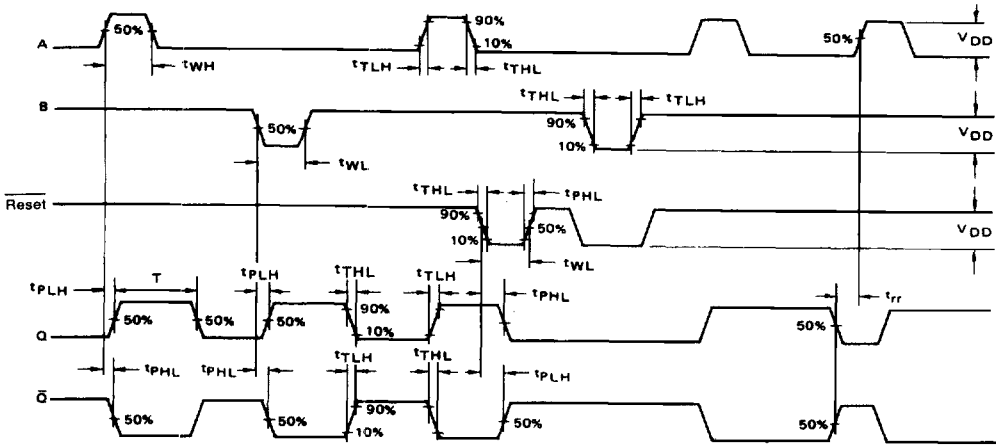 A 50% 90% 10% 50% VDD
tWH tTLH tTHL
B 50% tTHL tTLH 90% 10% VDD
tWL
Reset tTHL tPHL
90% 10% 50% VDD
tWL
tPLH T tPLH tTHL tTLH tPHL trr
Q 50% 50% 50% 90% 10% 50%
tPHL tPHL tTLH tTHL tPLH
Q̅ 50% 50% 90% 10% 50% 50%